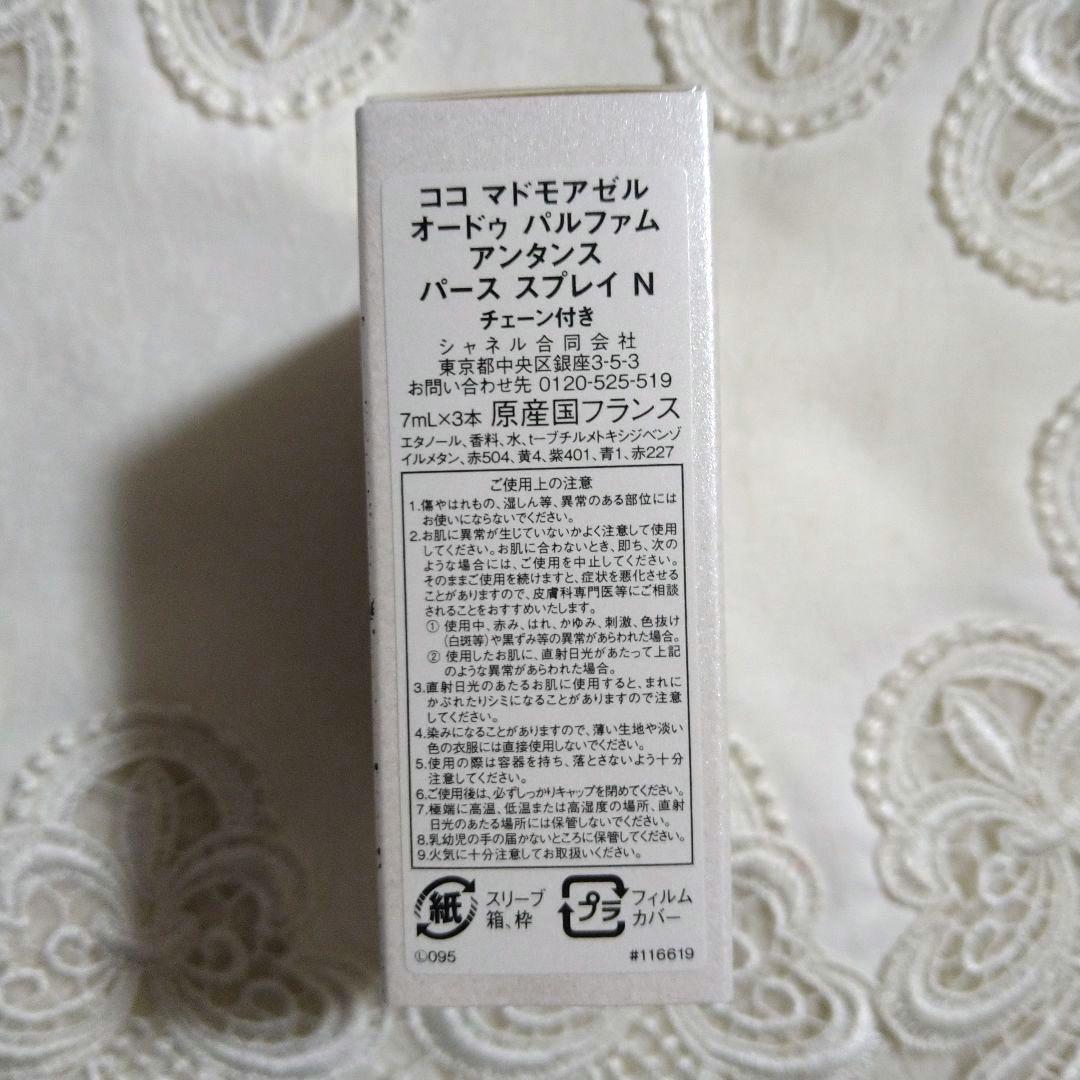 ココ マドモアゼル
オードゥ パルファム
アンタンス
パース スプレイ N
チェーン付き
シャネル合同会社
東京都中央区銀座3-5-3
お問い合わせ先 0120-525-519
7mL×3本 原産国フランス
エタノール、香料、水、t-ブチルメトキシジベンゾ
イルメタン、赤504、黄4、紫401、青1、赤227
ご使用上の注意
1.傷やはれもの、湿しん等、異常のある部位には
お使いにならないでください。
2.お肌に異常が生じていないかよく注意して使用
してください。お肌に合わないとき、即ち、次の
ような場合には、ご使用を中止してください。
そのままご使用を続けますと、症状を悪化させる
ことがありますので、皮膚科専門医等にご相談
されることをおすすめいたします。
① 使用中、赤み、はれ、かゆみ、刺激、色抜け
(白斑等)や黒ずみ等の異常があらわれた場合。
② 使用したお肌に、直射日光があたって上記
のような異常があらわれた場合。
3.直射日光のあたるお肌に使用すると、まれに
かぶれたりシミになることがありますので注意
してください。
4.染みになることがありますので、薄い生地や淡い
色の衣服には直接使用しないでください。
5.使用の際は容器を持ち、落とさないよう十分
注意してください。
6.ご使用後は、必ずしっかりキャップを閉めてください。
7.極端に高温、低温または高湿度の場所、直射
日光のあたる場所には保管しないでください。
8.乳幼児の手の届かないところに保管してください。
9.火気に十分注意してお取扱いください。
紙 スリーブ 箱、枠
プラ フィルム カバー
Ⓛ095 #116619